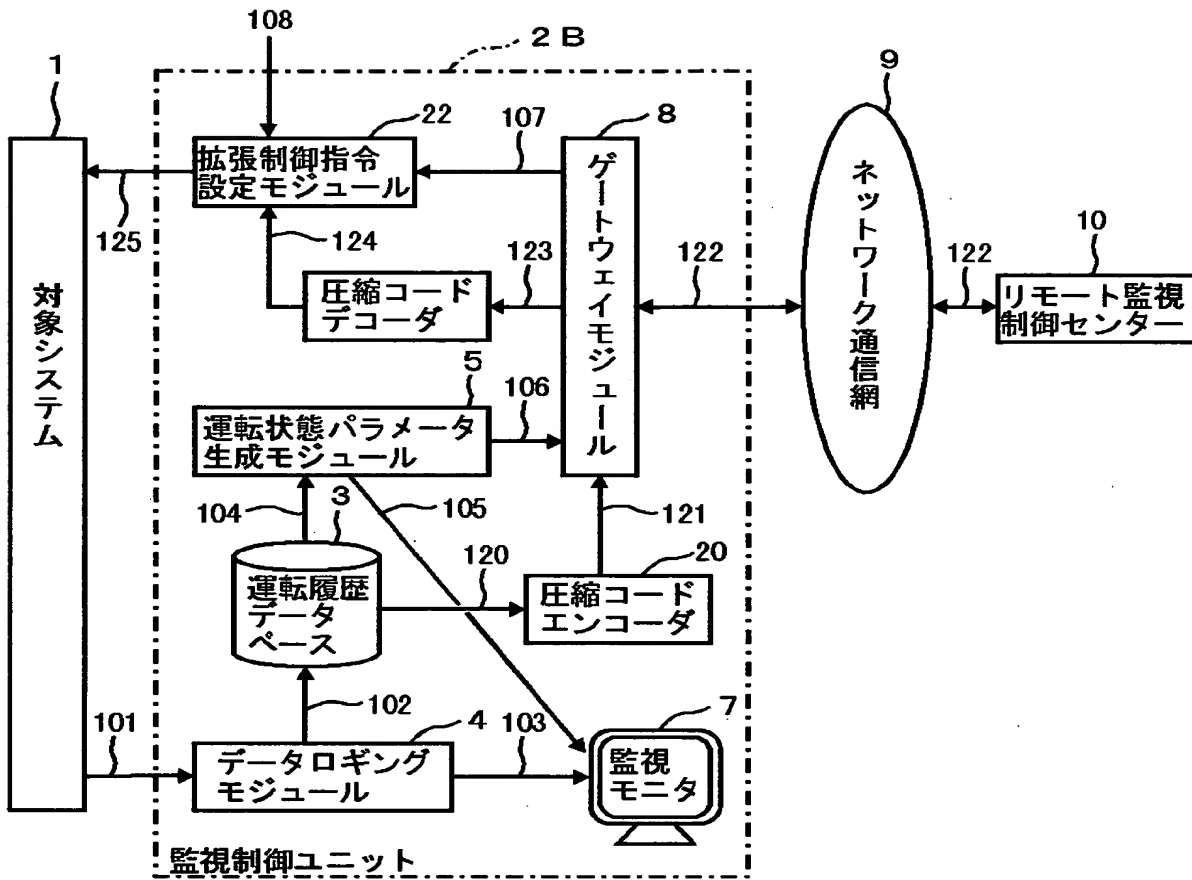 108
2B
1
9
22
107
8
拡張制御指令
設定モジュール
125
124
123
122
122
10
圧縮コード
デコーダ
ゲートウェイモジュール
ネットワーク通信網
リモート監視
制御センター
対象システム
5
106
運転状態パラメータ
生成モジュール
104
3
105
121
120
20
運転履歴
データ
ベース
圧縮コード
エンコーダ
102
101
4
103
7
データロギング
モジュール
監視
モニタ
監視制御ユニット